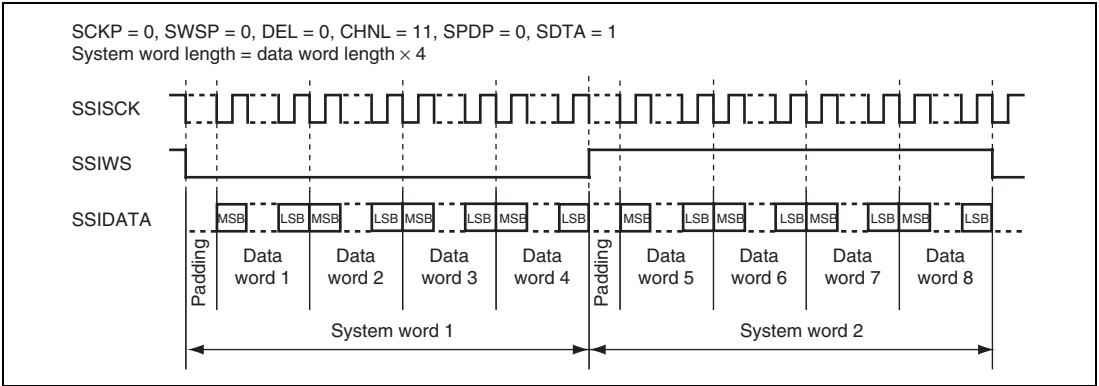 SCKP = 0, SWSP = 0, DEL = 0, CHNL = 11, SPDP = 0, SDTA = 1
System word length = data word length × 4
SSISCK
SSIWS
SSIDATA
MSB LSB MSB LSB MSB LSB MSB LSB MSB LSB MSB LSB MSB LSB MSB LSB
Padding Data word 1 Data word 2 Data word 3 Data word 4 Padding Data word 5 Data word 6 Data word 7 Data word 8
System word 1 System word 2